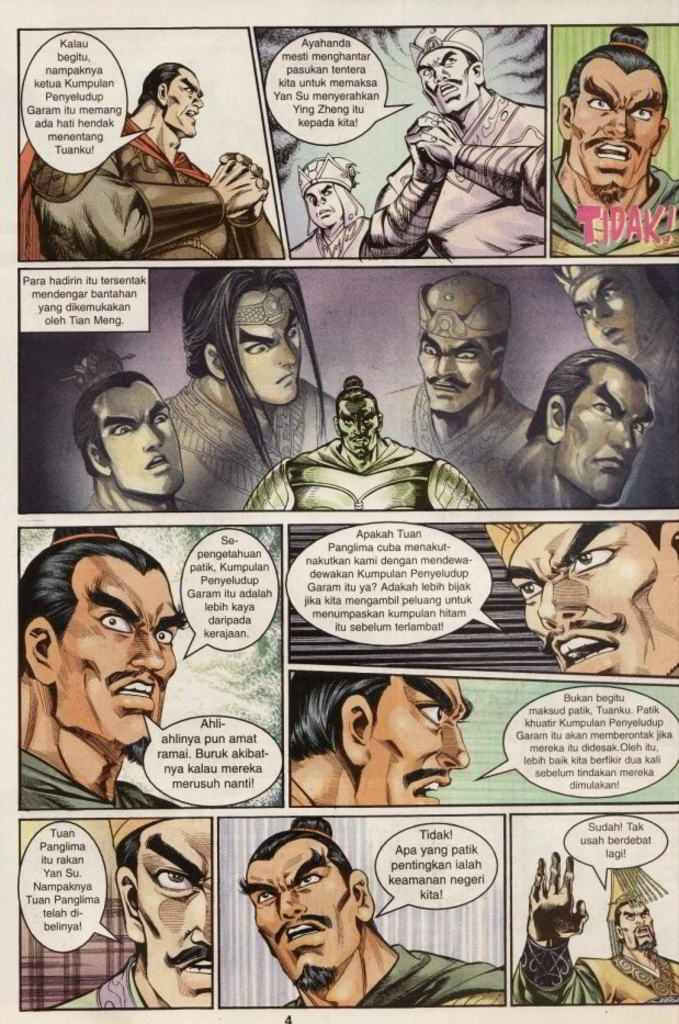 Kalau
begitu,
nampaknya
ketua Kumpulan
Penyeludup
Garam itu memang
ada hati hendak
menentang
Tuanku!
Ayahanda
mesti menghantar
pasukan tentera
kita untuk memaksa
Yan Su menyerahkan
Ying Zheng itu
kepada kita!
TIDAK!
Para hadirin itu tersentak
mendengar bantahan
yang dikemukakan
oleh Tian Meng.
Se-
pengetahuan
patik, Kumpulan
Penyeludup
Garam itu adalah
lebih kaya
daripada
kerajaan.
Ahli-
ahlinya pun amat
ramai. Buruk akibat-
nya kalau mereka
merusuh nanti!
Apakah Tuan
Panglima cuba menakut-
nakutkan kami dengan mendewa-
dewakan Kumpulan Penyeludup
Garam itu ya? Adakah lebih bijak
jika kita mengambil peluang untuk
menumpaskan kumpulan hitam
itu sebelum terlambat!
Bukan begitu
maksud patik, Tuanku. Patik
khuatir Kumpulan Penyeludup
Garam itu akan memberontak jika
mereka itu didesak.Oleh itu,
lebih baik kita berfikir dua kali
sebelum tindakan mereka
dimulakan!
Tuan
Panglima
itu rakan
Yan Su.
Nampaknya
Tuan Panglima
telah di-
belinya!
Tidak!
Apa yang patik
pentingkan ialah
keamanan negeri
kita!
Sudah! Tak
usah berdebat
lagi!
4